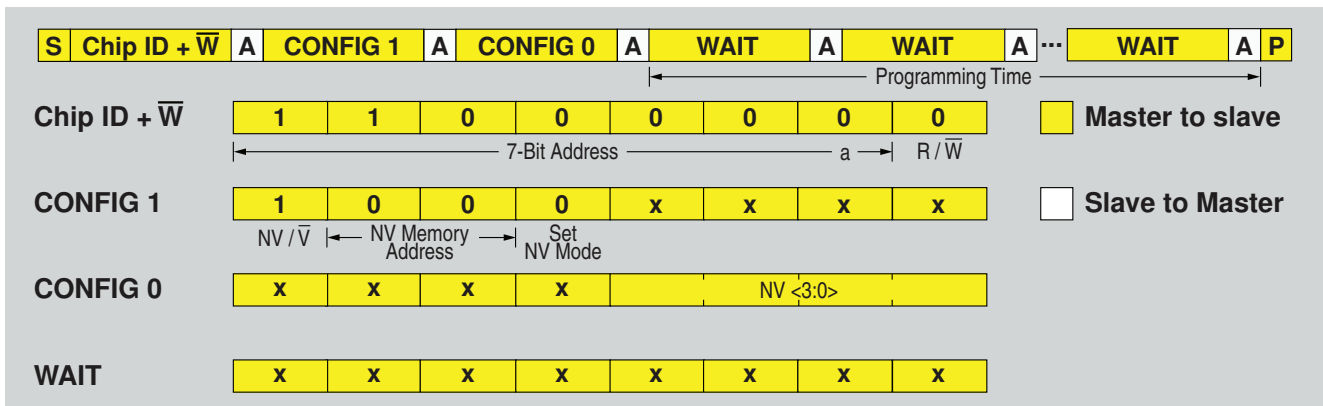 S Chip ID + W̅ A CONFIG 1 A CONFIG 0 A WAIT A WAIT A ... WAIT A P
Programming Time
Chip ID + W̅ 1 1 0 0 0 0 0 0 Master to slave
7-Bit Address a R / W̅
CONFIG 1 1 0 0 0 x x x x Slave to Master
NV / V̅ NV Memory Address Set NV Mode
CONFIG 0 x x x x NV <3:0>
WAIT x x x x x x x x